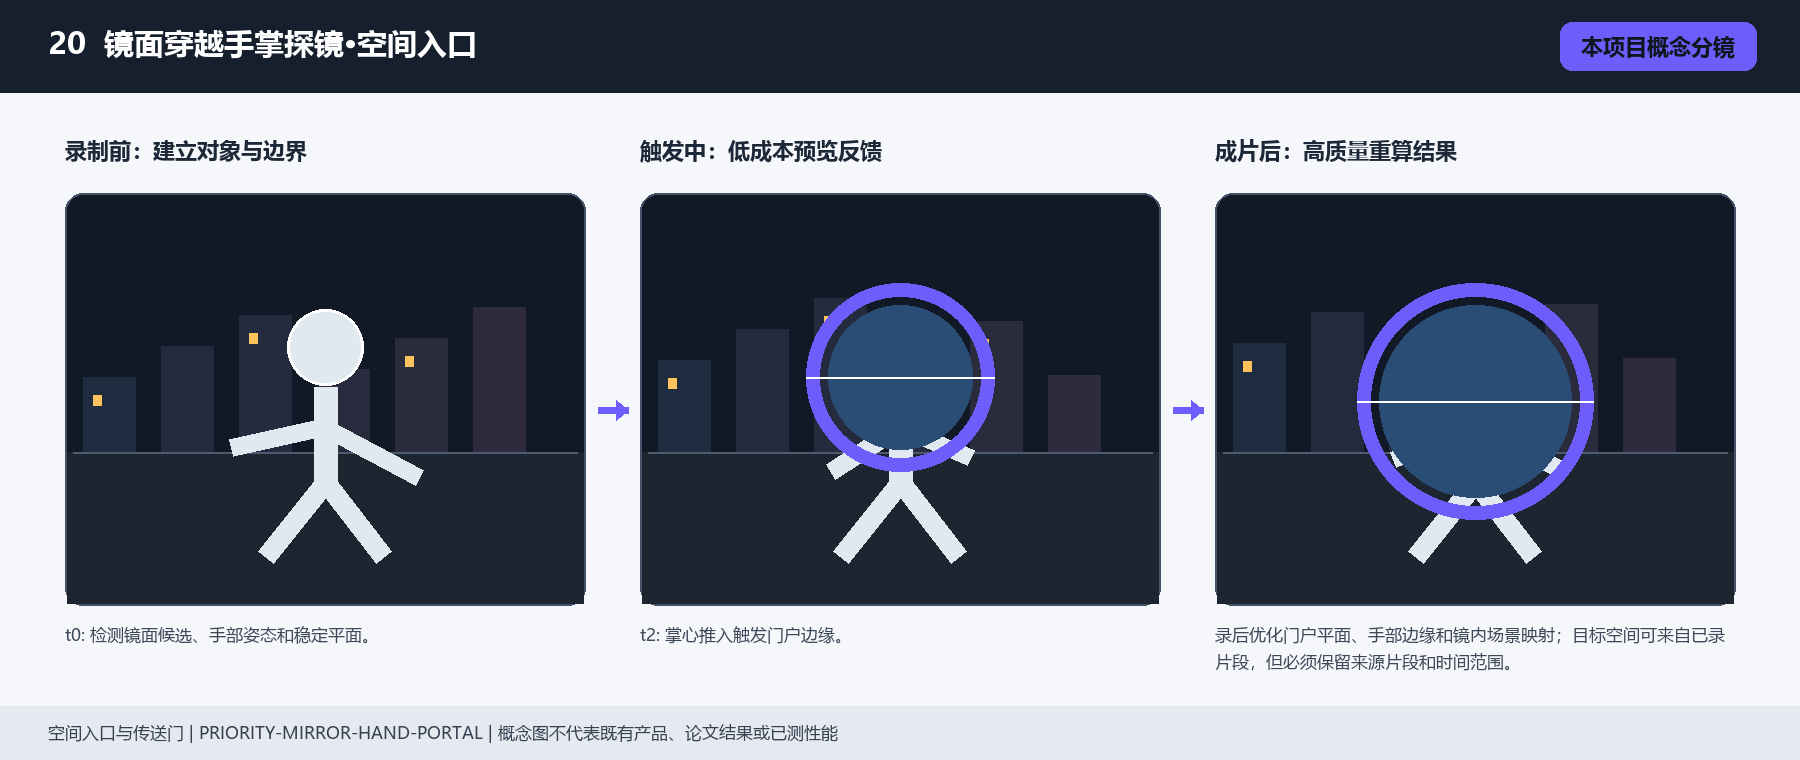 20 镜面穿越手掌探镜•空间入口
本项目概念分镜
录制前：建立对象与边界
触发中：低成本预览反馈
成片后：高质量重算结果
t0: 检测镜面候选、手部姿态和稳定平面。
t2: 掌心推入触发门户边缘。
录后优化门户平面、手部边缘和镜内场景映射；目标空间可来自已录
片段，但必须保留来源片段和时间范围。
空间入口与传送门 | PRIORITY-MIRROR-HAND-PORTAL | 概念图不代表既有产品、论文结果或已测性能